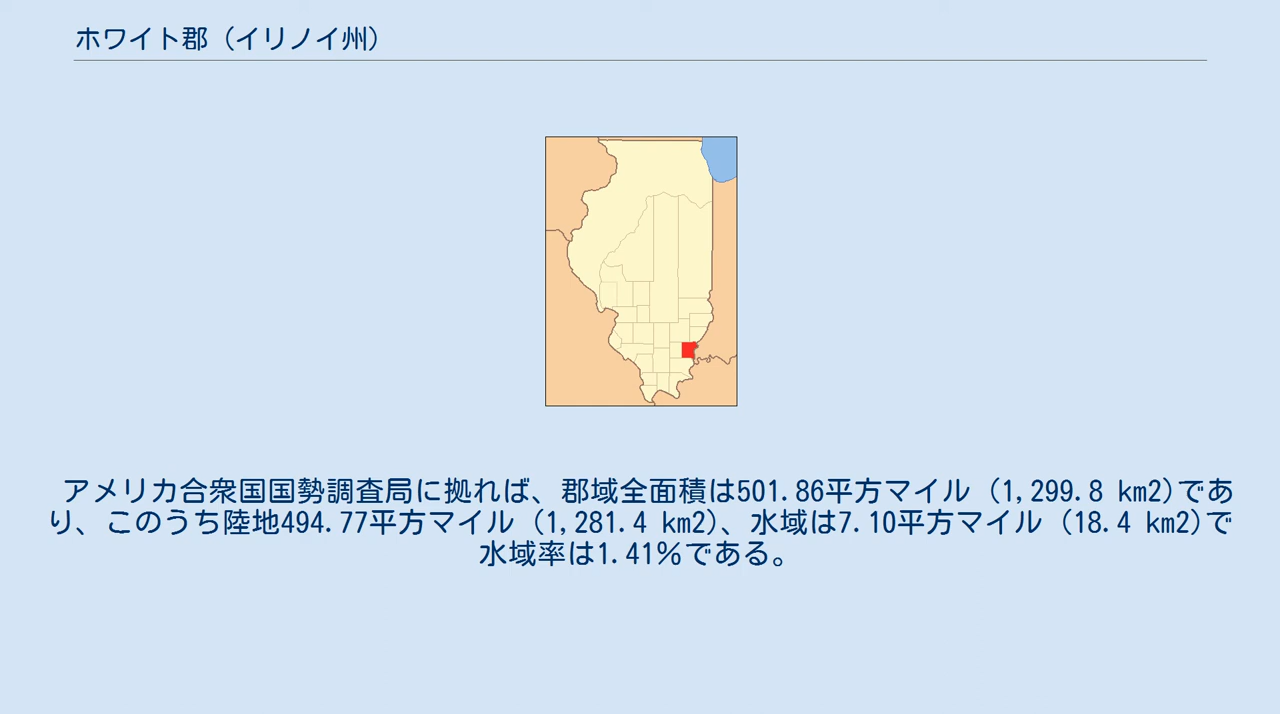 ホワイト郡（イリノイ州）
アメリカ合衆国国勢調査局に拠れば、郡域全面積は501.86平方マイル (1,299.8 km2)であ
り、このうち陸地494.77平方マイル (1,281.4 km2)、水域は7.10平方マイル (18.4 km2)で
水域率は1.41%である。